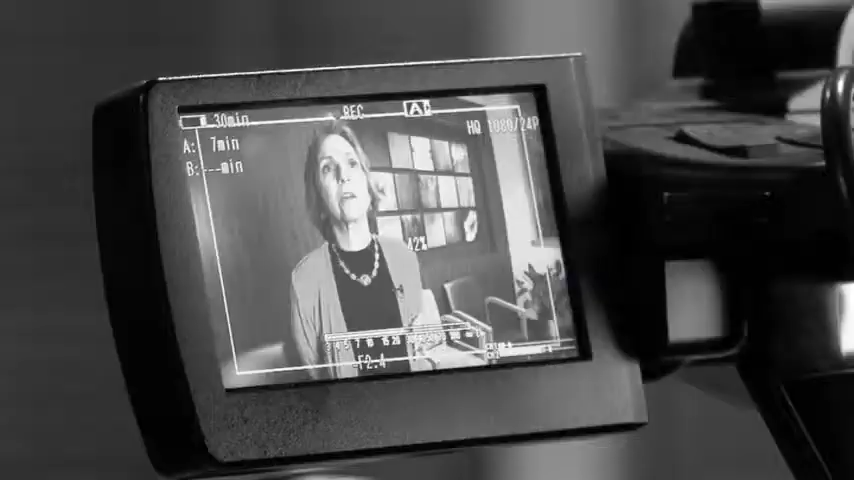 30min REC A
A: 7min HQ 1080/24P
B:---min
42%
F2.4